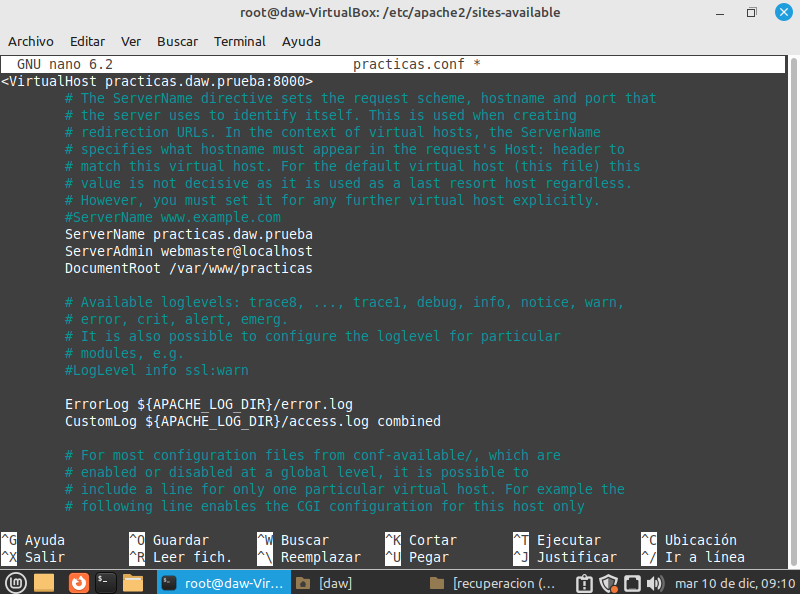 root@daw-VirtualBox: /etc/apache2/sites-available
Archivo Editar Ver Buscar Terminal Ayuda
GNU nano 6.2 practicas.conf *
<VirtualHost practicas.daw.prueba:8000>
# The ServerName directive sets the request scheme, hostname and port that
# the server uses to identify itself. This is used when creating
# redirection URLs. In the context of virtual hosts, the ServerName
# specifies what hostname must appear in the request's Host: header to
# match this virtual host. For the default virtual host (this file) this
# value is not decisive as it is used as a last resort host regardless.
# However, you must set it for any further virtual host explicitly.
#ServerName www.example.com
ServerName practicas.daw.prueba
ServerAdmin webmaster@localhost
DocumentRoot /var/www/practicas
# Available loglevels: trace8, ..., trace1, debug, info, notice, warn,
# error, crit, alert, emerg.
# It is also possible to configure the loglevel for particular
# modules, e.g.
#LogLevel info ssl:warn
ErrorLog ${APACHE_LOG_DIR}/error.log
CustomLog ${APACHE_LOG_DIR}/access.log combined
# For most configuration files from conf-available/, which are
# enabled or disabled at a global level, it is possible to
# include a line for only one particular virtual host. For example the
# following line enables the CGI configuration for this host only
^G Ayuda ^O Guardar ^W Buscar ^K Cortar ^T Ejecutar ^C Ubicación
^X Salir ^R Leer fich. ^\ Reemplazar ^U Pegar ^J Justificar ^/ Ir a línea
root@daw-Vir... [daw] [recuperacion (... mar 10 de dic, 09:10